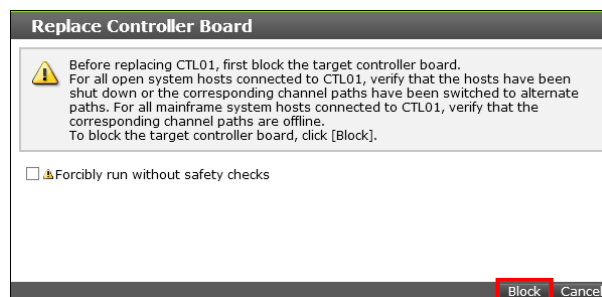 Replace Controller Board
Before replacing CTL01, first block the target controller board.
For all open system hosts connected to CTL01, verify that the hosts have been
shut down or the corresponding channel paths have been switched to alternate
paths. For all mainframe system hosts connected to CTL01, verify that the
corresponding channel paths are offline.
To block the target controller board, click [Block].
Forcibly run without safety checks
Block Cancel